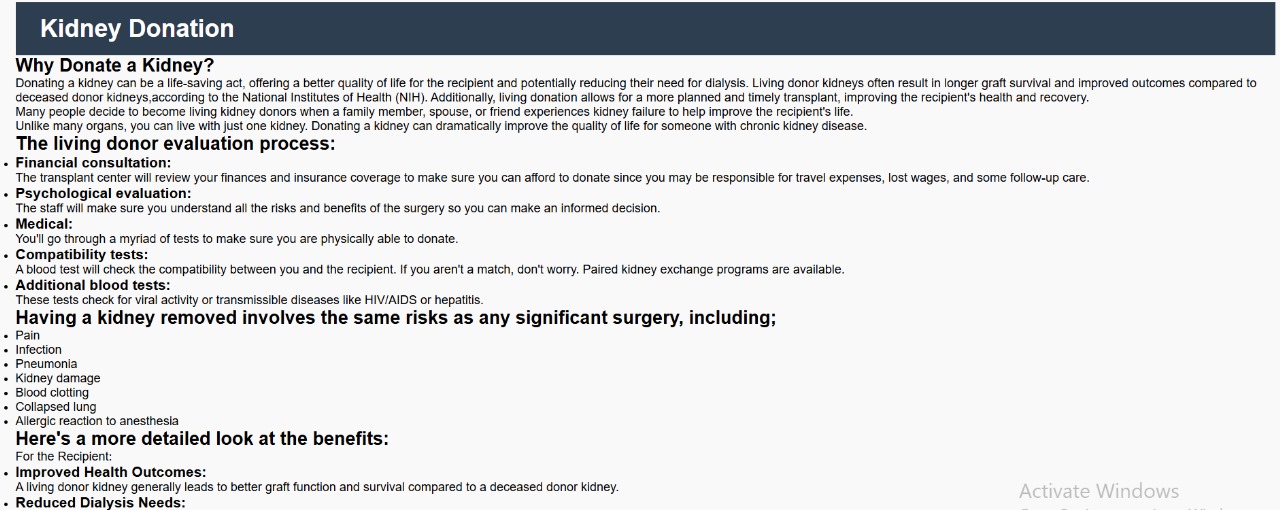 Kidney Donation
Why Donate a Kidney?
Donating a kidney can be a life-saving act, offering a better quality of life for the recipient and potentially reducing their need for dialysis. Living donor kidneys often result in longer graft survival and improved outcomes compared to
deceased donor kidneys,according to the National Institutes of Health (NIH). Additionally, living donation allows for a more planned and timely transplant, improving the recipient's health and recovery.
Many people decide to become living kidney donors when a family member, spouse, or friend experiences kidney failure to help improve the recipient's life.
Unlike many organs, you can live with just one kidney. Donating a kidney can dramatically improve the quality of life for someone with chronic kidney disease.
The living donor evaluation process:
• Financial consultation:
The transplant center will review your finances and insurance coverage to make sure you can afford to donate since you may be responsible for travel expenses, lost wages, and some follow-up care.
• Psychological evaluation:
The staff will make sure you understand all the risks and benefits of the surgery so you can make an informed decision.
• Medical:
You'll go through a myriad of tests to make sure you are physically able to donate.
• Compatibility tests:
A blood test will check the compatibility between you and the recipient. If you aren't a match, don't worry. Paired kidney exchange programs are available.
• Additional blood tests:
These tests check for viral activity or transmissible diseases like HIV/AIDS or hepatitis.
Having a kidney removed involves the same risks as any significant surgery, including;
• Pain
• Infection
• Pneumonia
• Kidney damage
• Blood clotting
• Collapsed lung
• Allergic reaction to anesthesia
Here's a more detailed look at the benefits:
For the Recipient:
• Improved Health Outcomes:
A living donor kidney generally leads to better graft function and survival compared to a deceased donor kidney.
• Reduced Dialysis Needs:
Activate Windows